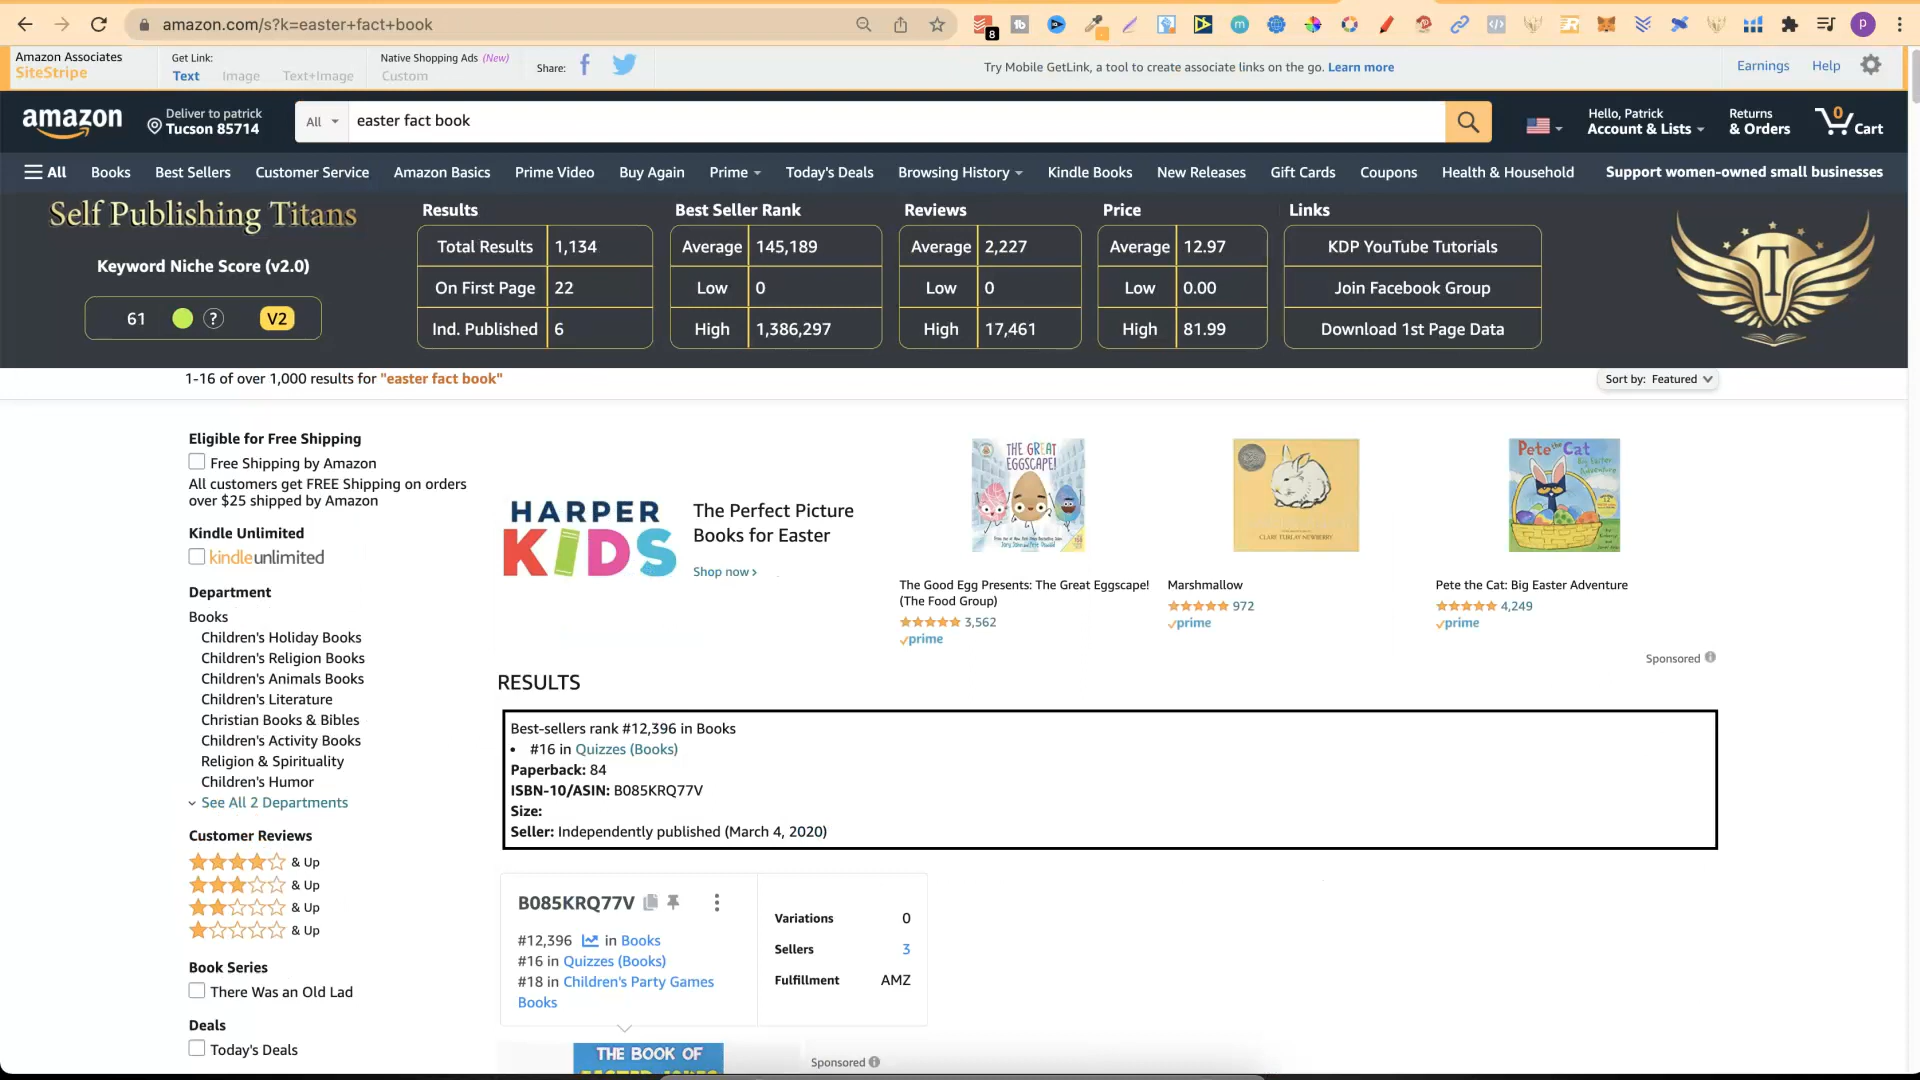 amazon.com/s?k=easter+fact+book
8
Amazon Associates
SiteStripe
Get Link:
Text Image Text+Image
Native Shopping Ads (New)
Custom
Share:
Try Mobile GetLink, a tool to create associate links on the go. Learn more
Earnings Help
amazon
Deliver to patrick
Tucson 85714
All easter fact book
Hello, Patrick
Account & Lists
Returns
& Orders
0
Cart
All Books Best Sellers Customer Service Amazon Basics Prime Video Buy Again Prime Today's Deals Browsing History Kindle Books New Releases Gift Cards Coupons Health & Household Support women-owned small businesses
Self Publishing Titans
Keyword Niche Score (v2.0)
61 ? V2
Results
Total Results 1,134
On First Page 22
Ind. Published 6
Best Seller Rank
Average 145,189
Low 0
High 1,386,297
Reviews
Average 2,227
Low 0
High 17,461
Price
Average 12.97
Low 0.00
High 81.99
Links
KDP YouTube Tutorials
Join Facebook Group
Download 1st Page Data
T
1-16 of over 1,000 results for "easter fact book"
Sort by: Featured
Eligible for Free Shipping
Free Shipping by Amazon
All customers get FREE Shipping on orders
over $25 shipped by Amazon
Kindle Unlimited
kindleunlimited
Department
Books
Children's Holiday Books
Children's Religion Books
Children's Animals Books
Children's Literature
Christian Books & Bibles
Children's Activity Books
Religion & Spirituality
Children's Humor
See All 2 Departments
Customer Reviews
& Up
& Up
& Up
& Up
Book Series
There Was an Old Lad
Deals
Today's Deals
HARPER
KIDS
The Perfect Picture
Books for Easter
Shop now ›
THE GREAT
EGGSCAPE!
The Good Egg Presents: The Great Eggscape!
(The Food Group)
3,562
prime
CLARE TURLAY NEWBERRY
Marshmallow
972
prime
Pete the Cat
Big Easter
Adventure
Pete the Cat: Big Easter Adventure
4,249
prime
Sponsored
RESULTS
Best-sellers rank #12,396 in Books
• #16 in Quizzes (Books)
Paperback: 84
ISBN-10/ASIN: B085KRQ77V
Size:
Seller: Independently published (March 4, 2020)
B085KRQ77V
#12,396 in Books
#16 in Quizzes (Books)
#18 in Children's Party Games
Books
Variations 0
Sellers 3
Fulfillment AMZ
THE BOOK OF
EASTER JOKES
Sponsored